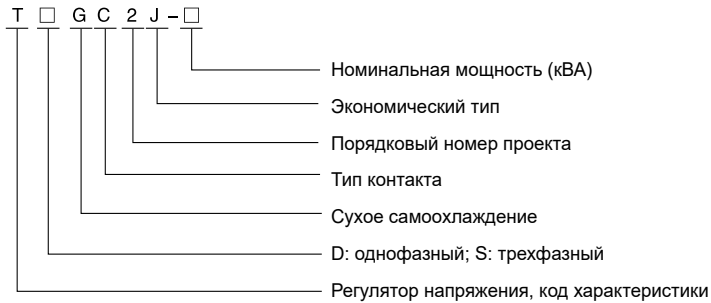 T □ G C 2 J – □
Номинальная мощность (кВА)
Экономический тип
Порядковый номер проекта
Тип контакта
Сухое самоохлаждение
D: однофазный; S: трехфазный
Регулятор напряжения, код характеристики